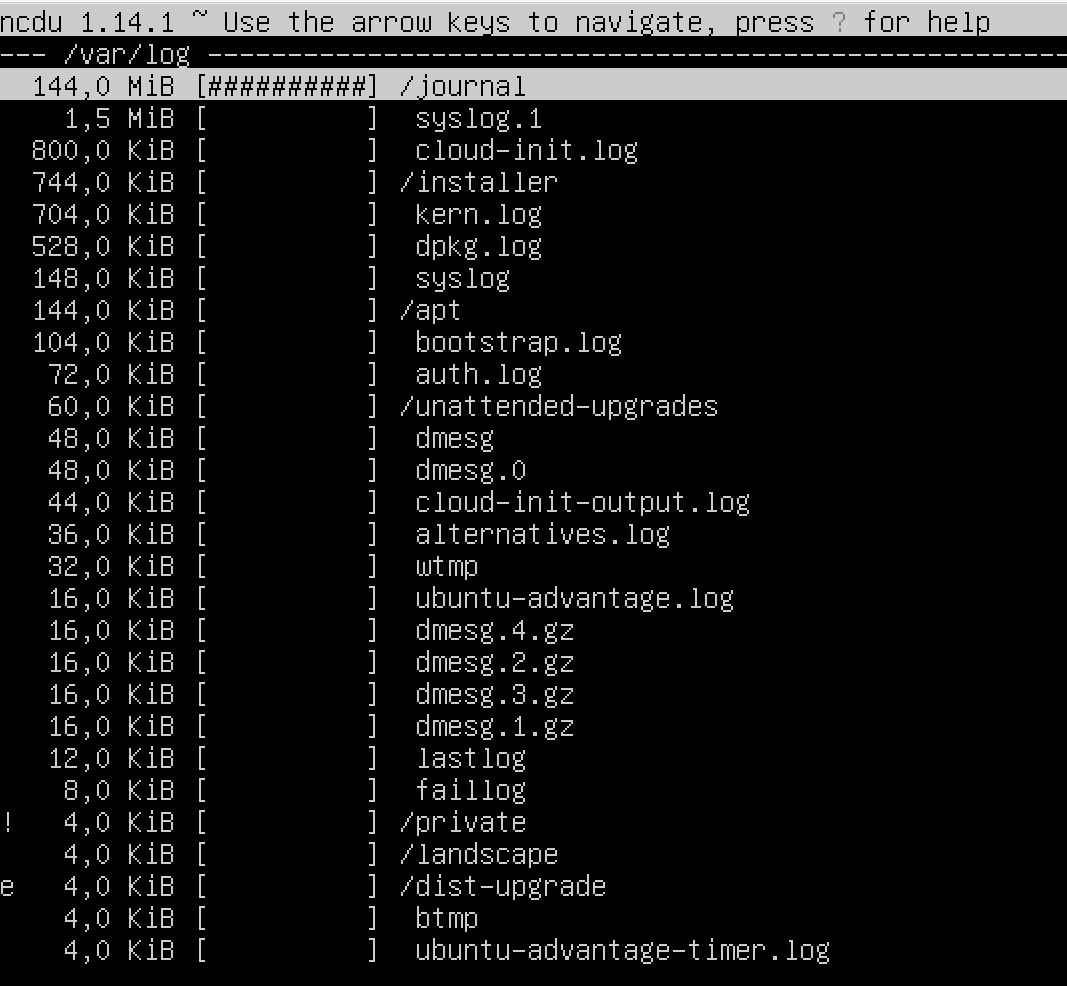 ncdu 1.14.1 ~ Use the arrow keys to navigate, press ? for help
--- /var/log ------------------------------------------------------
  144,0 MiB [##########] /journal
    1,5 MiB [          ]  syslog.1
  800,0 KiB [          ]  cloud-init.log
  744,0 KiB [          ] /installer
  704,0 KiB [          ]  kern.log
  528,0 KiB [          ]  dpkg.log
  148,0 KiB [          ]  syslog
  144,0 KiB [          ] /apt
  104,0 KiB [          ]  bootstrap.log
   72,0 KiB [          ]  auth.log
   60,0 KiB [          ] /unattended-upgrades
   48,0 KiB [          ]  dmesg
   48,0 KiB [          ]  dmesg.0
   44,0 KiB [          ]  cloud-init-output.log
   36,0 KiB [          ]  alternatives.log
   32,0 KiB [          ]  wtmp
   16,0 KiB [          ]  ubuntu-advantage.log
   16,0 KiB [          ]  dmesg.4.gz
   16,0 KiB [          ]  dmesg.2.gz
   16,0 KiB [          ]  dmesg.3.gz
   16,0 KiB [          ]  dmesg.1.gz
   12,0 KiB [          ]  lastlog
    8,0 KiB [          ]  faillog
!   4,0 KiB [          ] /private
    4,0 KiB [          ] /landscape
e   4,0 KiB [          ] /dist-upgrade
    4,0 KiB [          ]  btmp
    4,0 KiB [          ]  ubuntu-advantage-timer.log